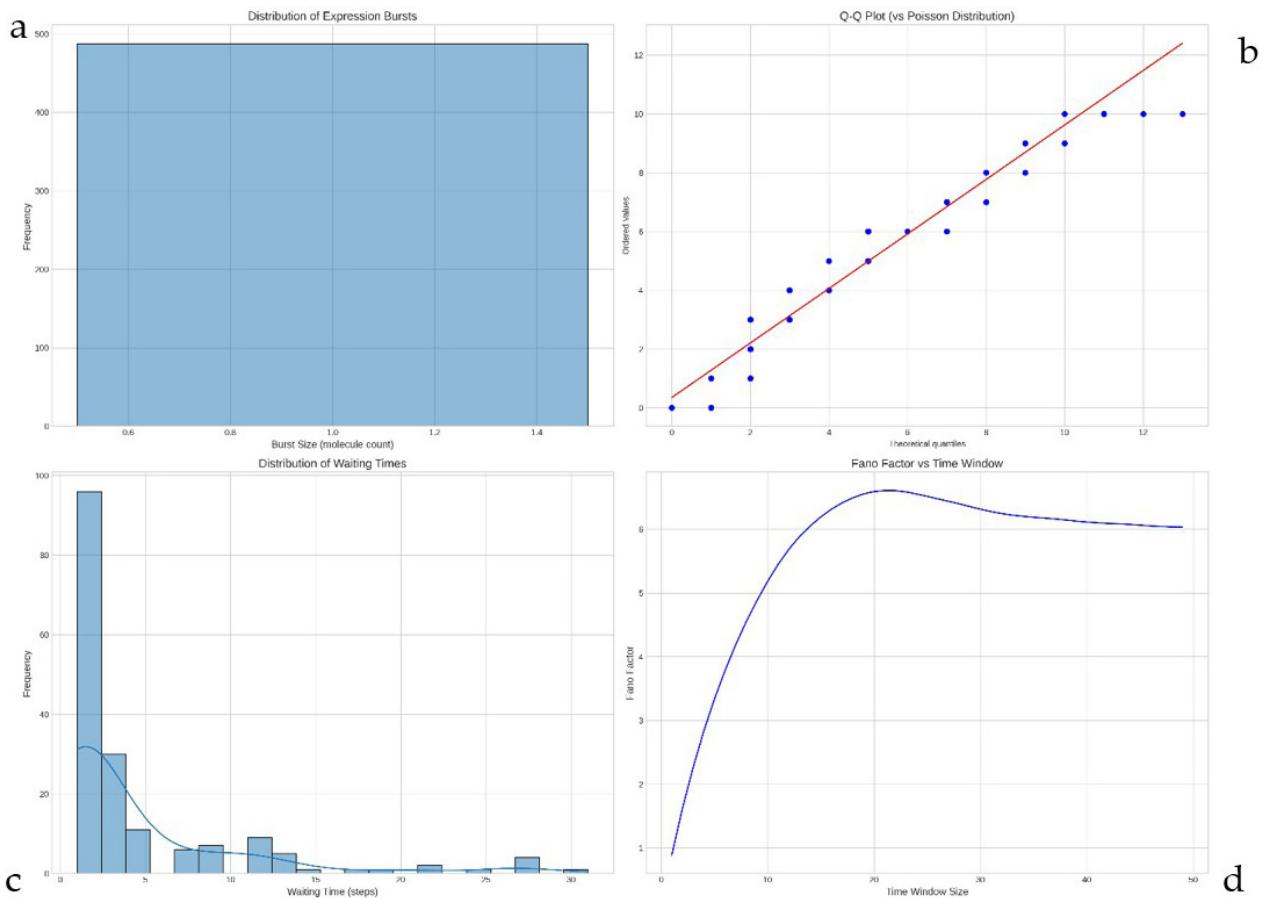 a
Distribution of Expression Bursts
500
400
300
200
100
0
Frequency
0.6 0.8 1.0 1.2 1.4
Burst Size (molecule count)
b
Q-Q Plot (vs Poisson Distribution)
12
10
8
6
4
2
0
Ordered Values
0 2 4 6 8 10 12
Theoretical quantiles
c
Distribution of Waiting Times
100
80
60
40
20
0
Frequency
0 5 10 15 20 25 30
Waiting Time (steps)
d
Fano Factor vs Time Window
6
5
4
3
2
1
Fano Factor
0 10 20 30 40 50
Time Window Size